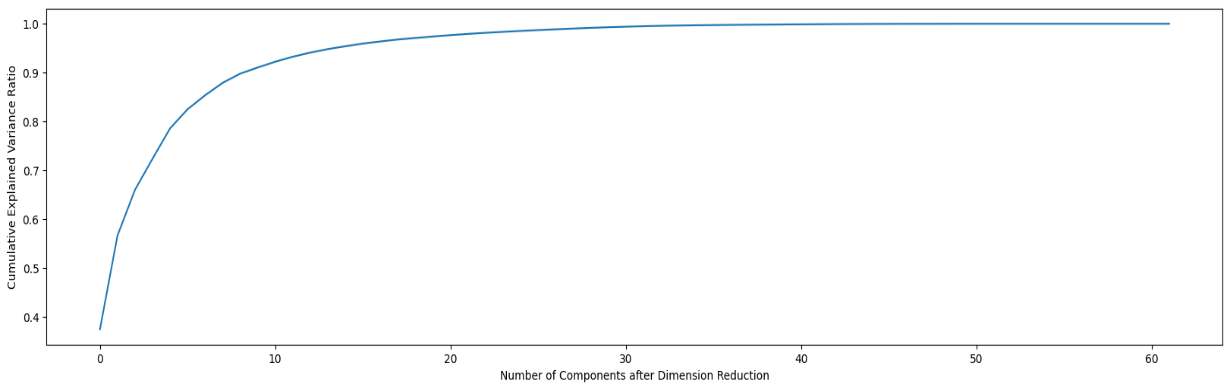 1.0
0.9
0.8
0.7
0.6
0.5
0.4
Cumulative Explained Variance Ratio
0 10 20 30 40 50 60
Number of Components after Dimension Reduction